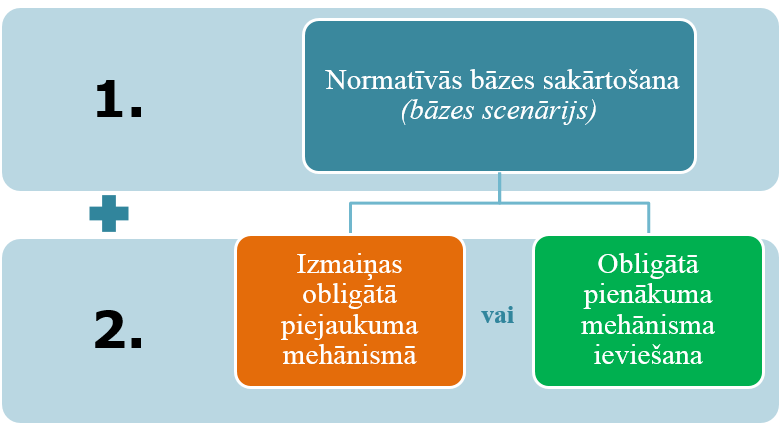 1.
Normatīvās bāzes sakārtošana
(bāzes scenārijs)
2.
Izmaiņas
obligātā
piejaukuma
mehānismā
vai
Obligātā
pienākuma
mehānisma
ieviešana